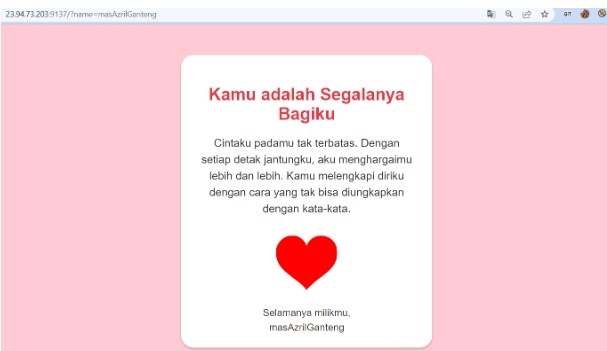 23.94.73.203:9137/?name=masAzrilGanteng
Kamu adalah Segalanya
Bagiku
Cintaku padamu tak terbatas. Dengan
setiap detak jantungku, aku menghargaimu
lebih dan lebih. Kamu melengkapi diriku
dengan cara yang tak bisa diungkapkan
dengan kata-kata.
Selamanya milikmu,
masAzrilGanteng